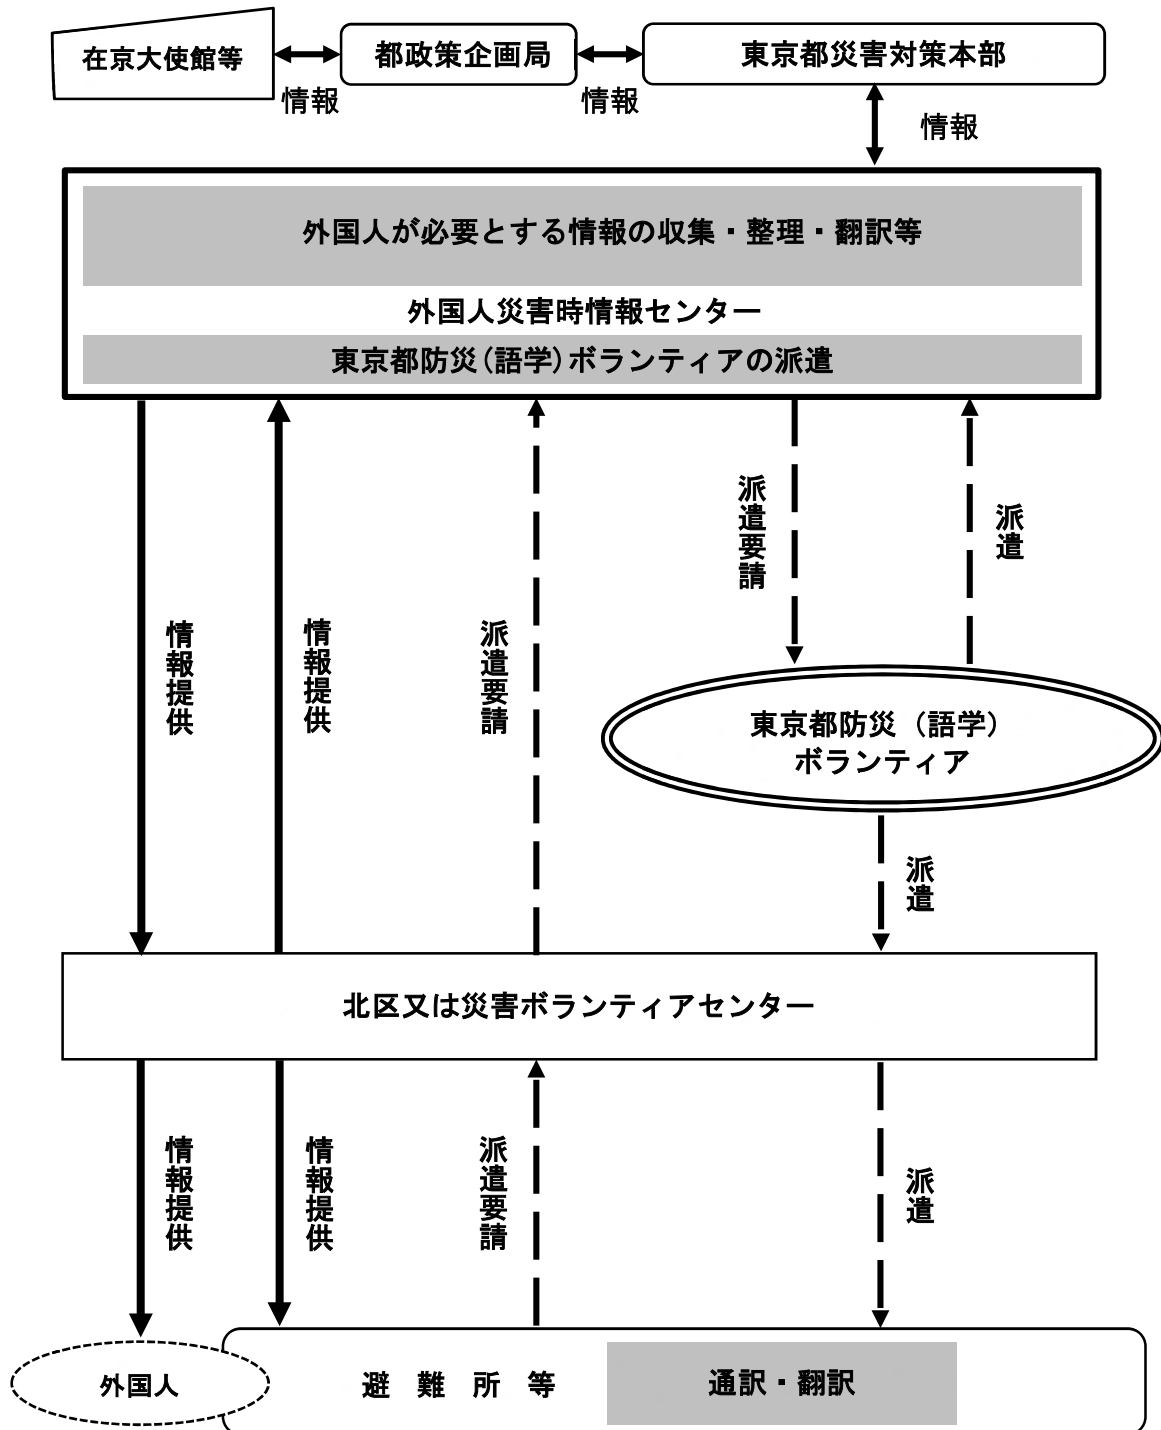 在京大使館等
都政策企画局
東京都災害対策本部
情報
情報
情報
外国人が必要とする情報の収集・整理・翻訳等
外国人災害時情報センター
東京都防災(語学)ボランティアの派遣
派遣要請
派遣
情報提供
情報提供
派遣要請
東京都防災（語学）
ボランティア
派遣
北区又は災害ボランティアセンター
情報提供
情報提供
派遣要請
派遣
外国人
避難所等
通訳・翻訳